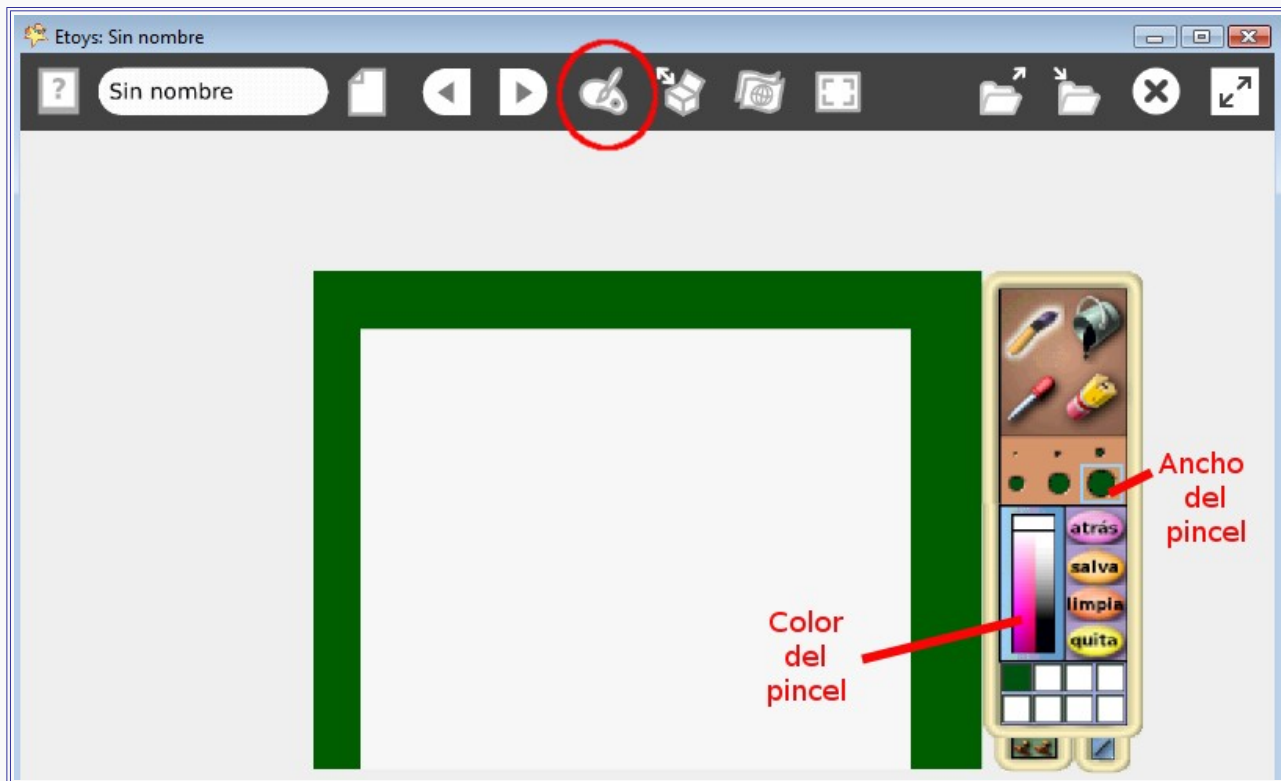 Etoys: Sin nombre
?
Sin nombre
Ancho
del
pincel
atrás
salva
limpia
quita
Color
del
pincel